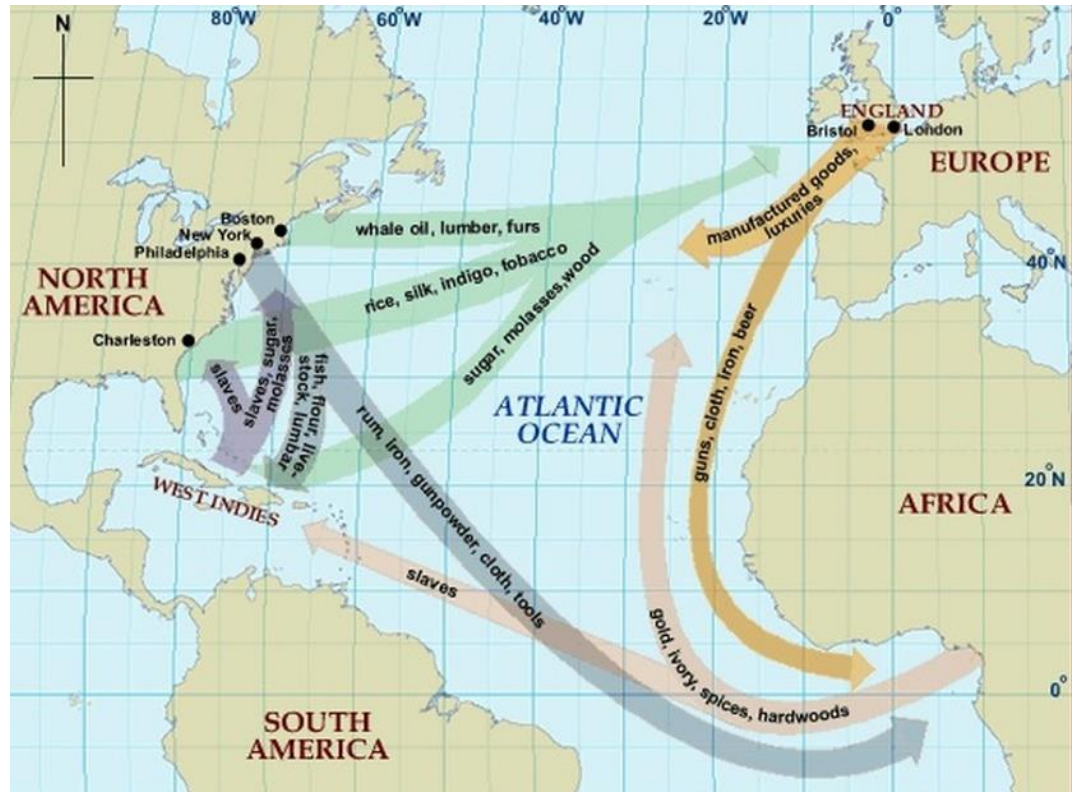 N
80°W
60°W
40°W
20°W
0°
ENGLAND
Bristol
London
EUROPE
manufactured goods,
luxuries
Boston
New York
Philadelphia
whale oil, lumber, furs
40°N
NORTH
AMERICA
rice, silk, indigo, tobacco
sugar, molasses,wood
Charleston
slaves
slaves, sugar,
molasses
fish, flour, live-
stock, lumbar
guns, cloth, iron, beer
ATLANTIC
OCEAN
rum, iron, gunpowder, cloth, tools
20°N
WEST INDIES
AFRICA
slaves
gold, ivory, spices, hardwoods
0°
SOUTH
AMERICA